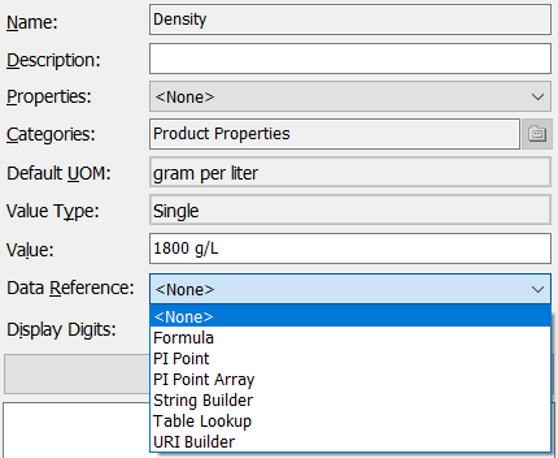 Name: Density
Description:
Properties: <None>
Categories: Product Properties
Default UOM: gram per liter
Value Type: Single
Value: 1800 g/L
Data Reference: <None>
<None>
Display Digits:
Formula
PI Point
PI Point Array
String Builder
Table Lookup
URI Builder